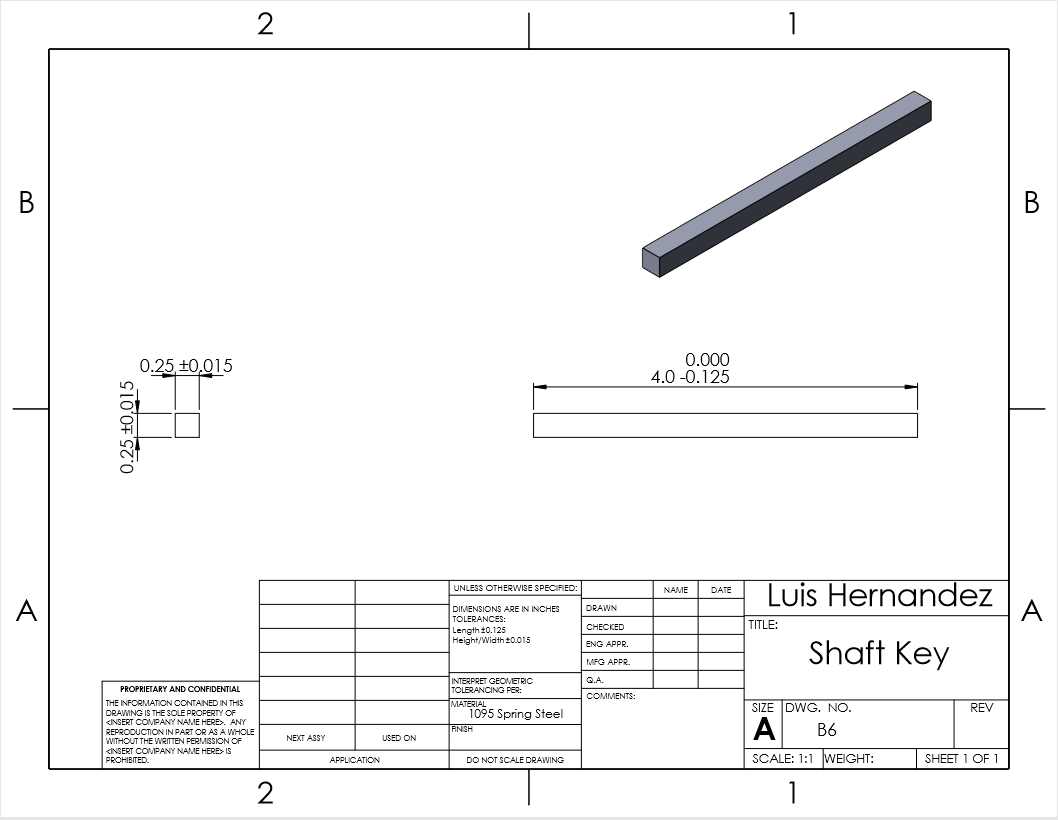 2
1
B
B
0.25 ±0.015
0.25 ±0.015
0.000
4.0 -0.125
A
A
PROPRIETARY AND CONFIDENTIAL
THE INFORMATION CONTAINED IN THIS
DRAWING IS THE SOLE PROPERTY OF
<INSERT COMPANY NAME HERE>. ANY
REPRODUCTION IN PART OR AS A WHOLE
WITHOUT THE WRITTEN PERMISSION OF
<INSERT COMPANY NAME HERE> IS
PROHIBITED.
NEXT ASSY
USED ON
APPLICATION
UNLESS OTHERWISE SPECIFIED:
DIMENSIONS ARE IN INCHES
TOLERANCES:
Length ±0.125
Height/Width ±0.015
INTERPRET GEOMETRIC
TOLERANCING PER:
MATERIAL
1095 Spring Steel
FINISH
DO NOT SCALE DRAWING
NAME
DATE
DRAWN
CHECKED
ENG APPR.
MFG APPR.
Q.A.
COMMENTS:
Luis Hernandez
TITLE:
Shaft Key
SIZE
A
DWG. NO.
B6
REV
SCALE: 1:1
WEIGHT:
SHEET 1 OF 1
2
1